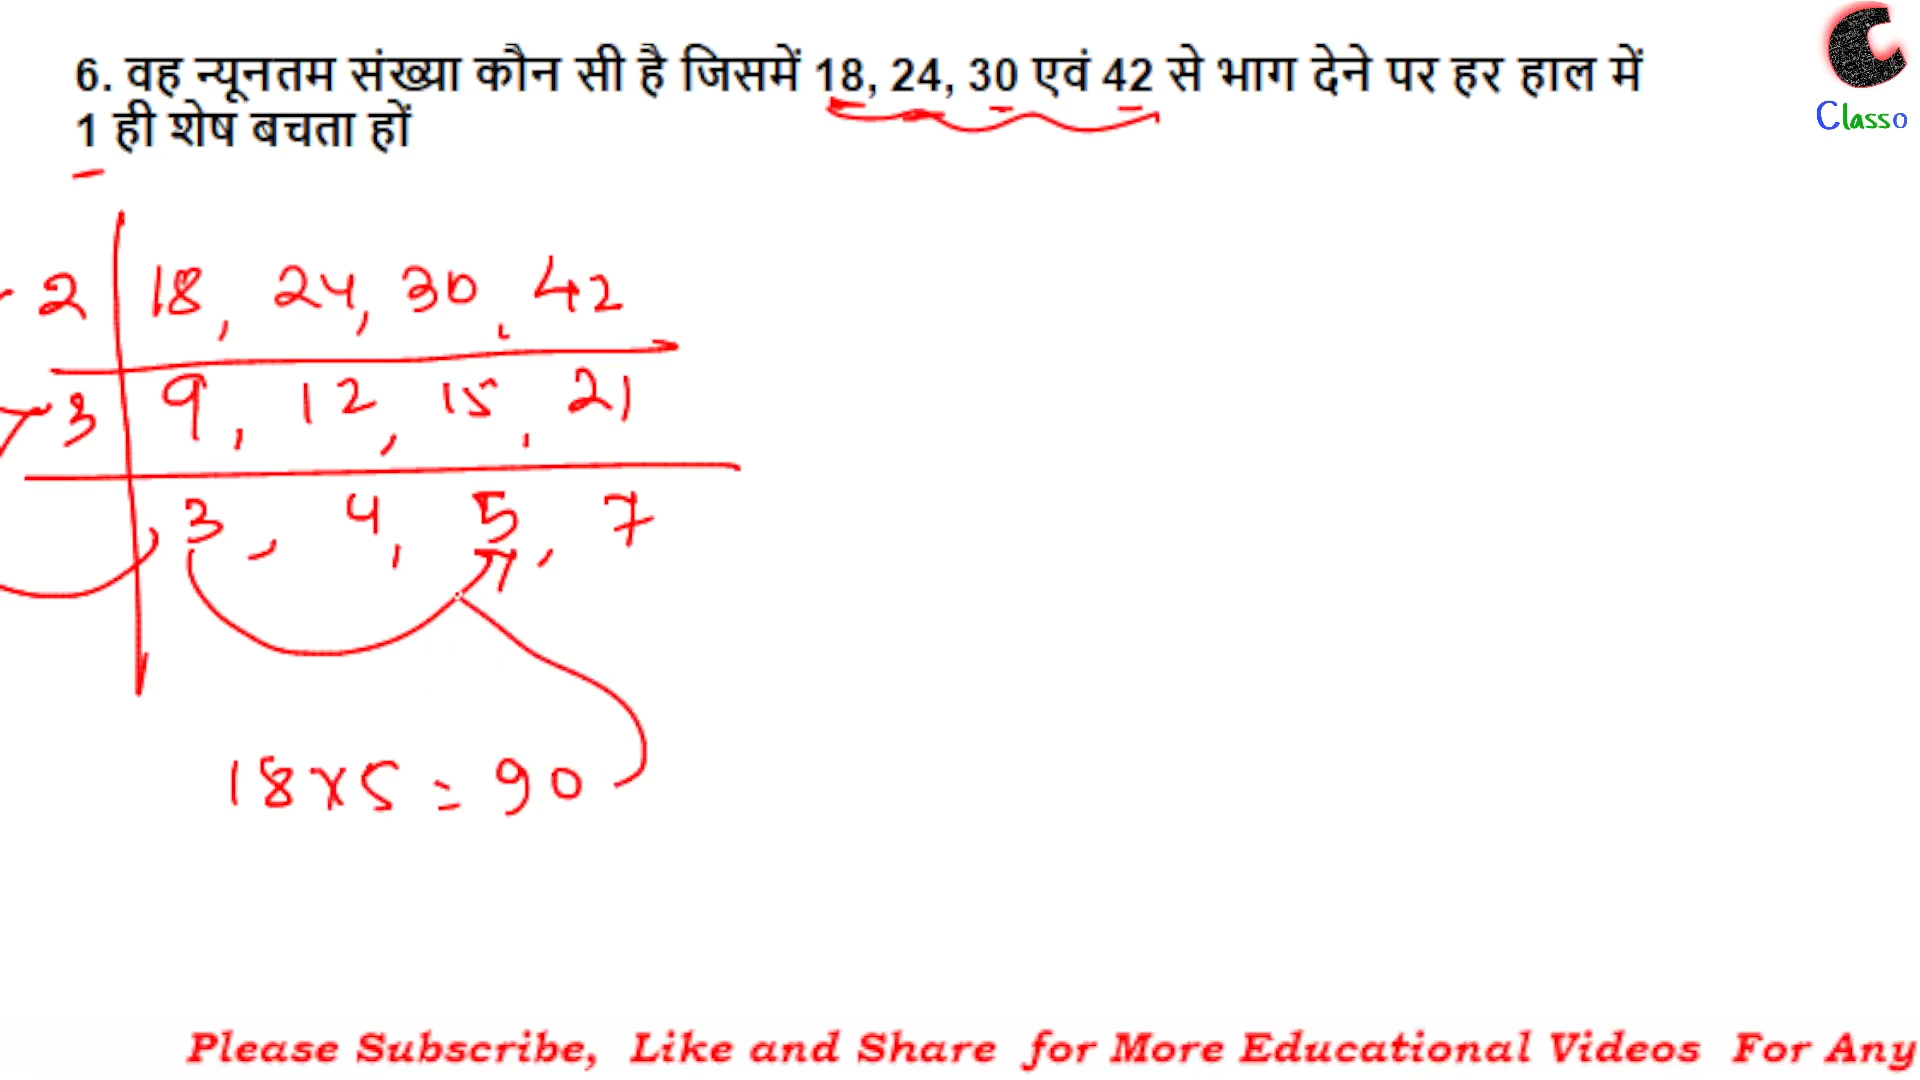 6. वह न्यूनतम संख्या कौन सी है जिसमें 18, 24, 30 एवं 42 से भाग देने पर हर हाल में
1 ही शेष बचता हों
Classo
2 18, 24, 30, 42
3 9, 12, 15, 21
3, 4, 5, 7
18x5 = 90
Please Subscribe, Like and Share for More Educational Videos For Any